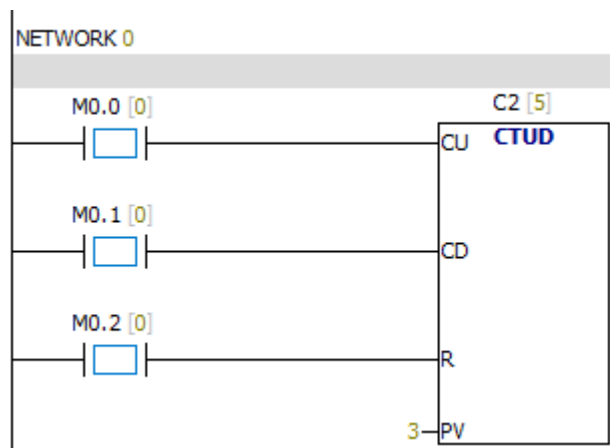 NETWORK 0
M0.0 [0]
C2 [5]
CU CTUD
M0.1 [0]
CD
M0.2 [0]
R
3 PV